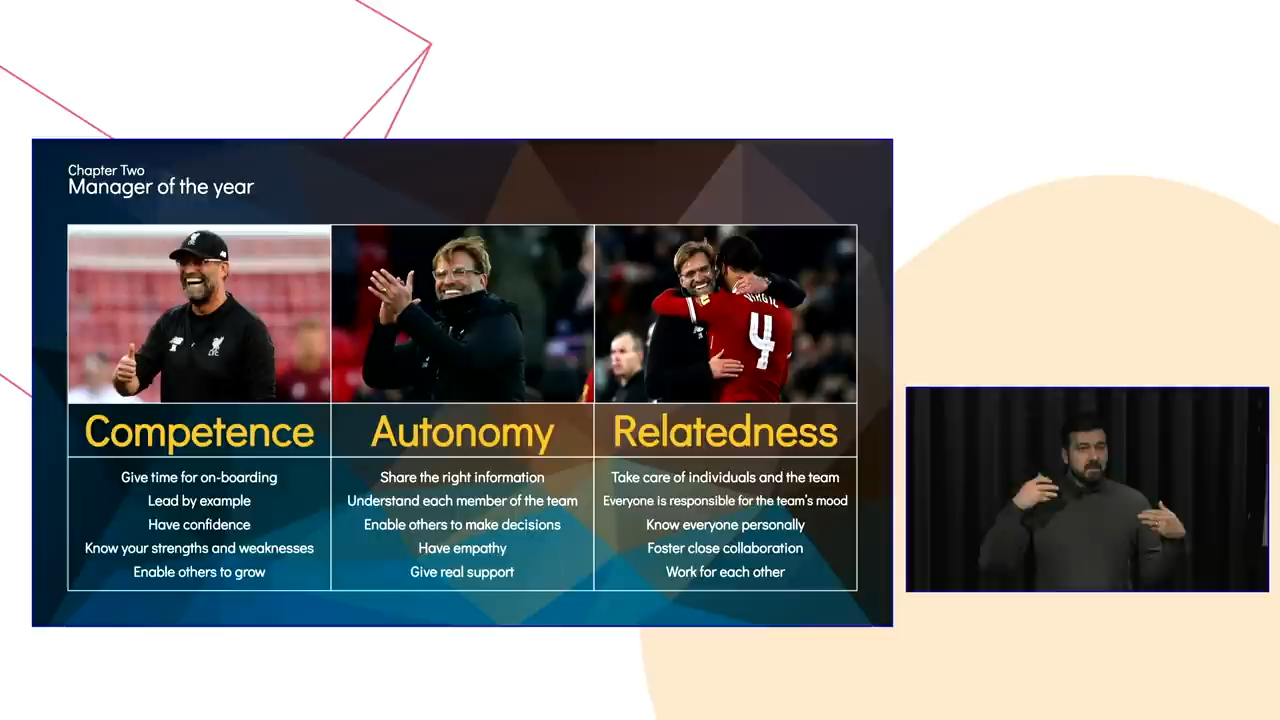 Chapter Two
Manager of the year
VIRGIL
4
Competence
Autonomy
Relatedness
Give time for on-boarding
Lead by example
Have confidence
Know your strengths and weaknesses
Enable others to grow
Share the right information
Understand each member of the team
Enable others to make decisions
Have empathy
Give real support
Take care of individuals and the team
Everyone is responsible for the team's mood
Know everyone personally
Foster close collaboration
Work for each other